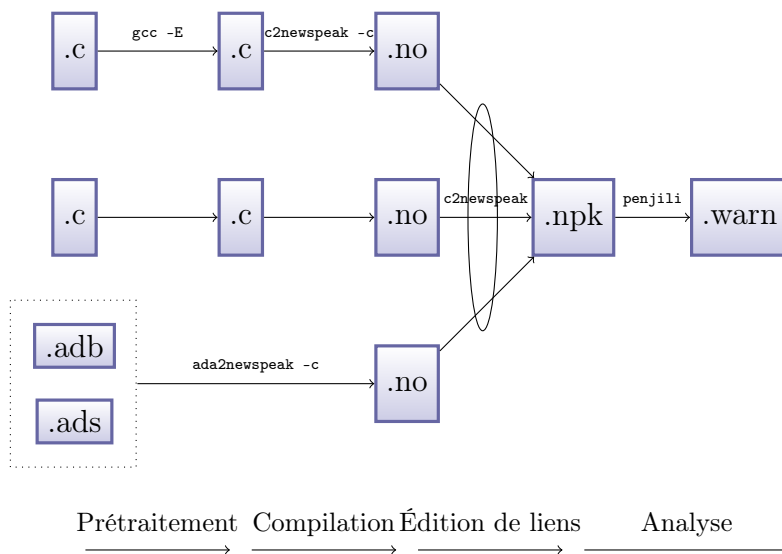 .c gcc -E .c c2newspeak -c .no
.c .c .no c2newspeak .npk penjili .warn
.adb
ada2newspeak -c .no
.ads
Prétraitement Compilation Édition de liens Analyse